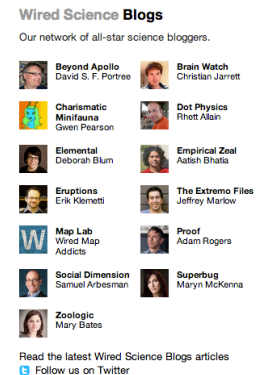 Wired Science Blogs
Our network of all-star science bloggers.
Beyond Apollo
David S. F. Portree
Brain Watch
Christian Jarrett
Charismatic
Minifauna
Gwen Pearson
Dot Physics
Rhett Allain
Elemental
Deborah Blum
Empirical Zeal
Aatish Bhatia
Eruptions
Erik Klemetti
The Extremo Files
Jeffrey Marlow
W
Map Lab
Wired Map
Addicts
Proof
Adam Rogers
Social Dimension
Samuel Arbesman
Superbug
Maryn McKenna
Zoologic
Mary Bates
Read the latest Wired Science Blogs articles
Follow us on Twitter